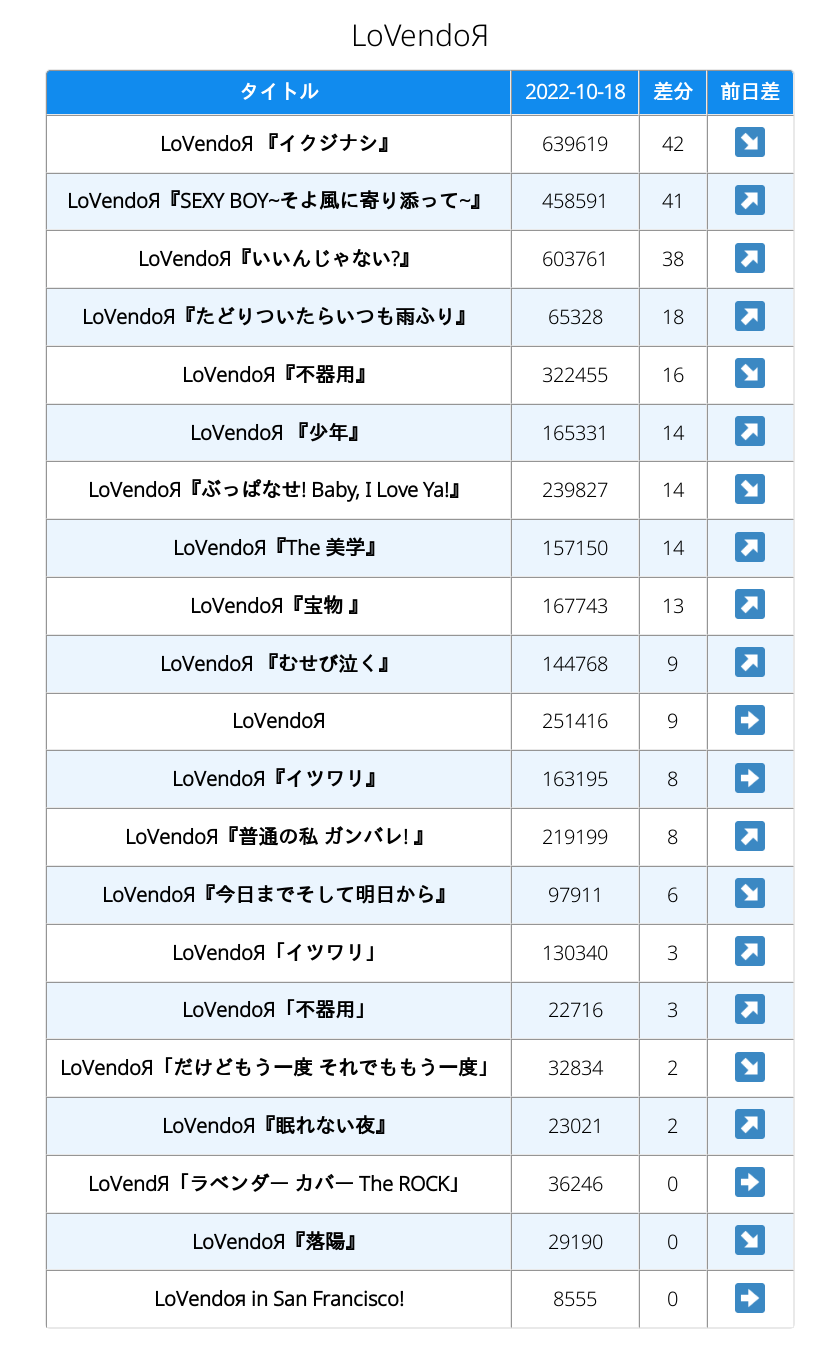 LoVendoЯ
タイトル 2022-10-18 差分 前日差
LoVendoЯ 『イクジナシ』 639619 42 ↘
LoVendoЯ『SEXY BOY~そよ風に寄り添って~』 458591 41 ↗
LoVendoЯ『いいんじゃない?』 603761 38 ↗
LoVendoЯ『たどりついたらいつも雨ふり』 65328 18 ↗
LoVendoЯ『不器用』 322455 16 ↘
LoVendoЯ 『少年』 165331 14 ↗
LoVendoЯ『ぶっぱなせ! Baby, I Love Ya!』 239827 14 ↘
LoVendoЯ『The 美学』 157150 14 ↗
LoVendoЯ『宝物 』 167743 13 ↗
LoVendoЯ 『むせび泣く』 144768 9 ↗
LoVendoЯ 251416 9 ➡
LoVendoЯ『イツワリ』 163195 8 ➡
LoVendoЯ『普通の私 ガンバレ! 』 219199 8 ↗
LoVendoЯ『今日までそして明日から』 97911 6 ↘
LoVendoЯ「イツワリ」 130340 3 ↗
LoVendoЯ「不器用」 22716 3 ↗
LoVendoЯ「だけどもう一度 それでももう一度」 32834 2 ↘
LoVendoЯ『眠れない夜』 23021 2 ↗
LoVendЯ「ラベンダー カバー The ROCK」 36246 0 ➡
LoVendoЯ『落陽』 29190 0 ↘
LoVendoя in San Francisco! 8555 0 ➡